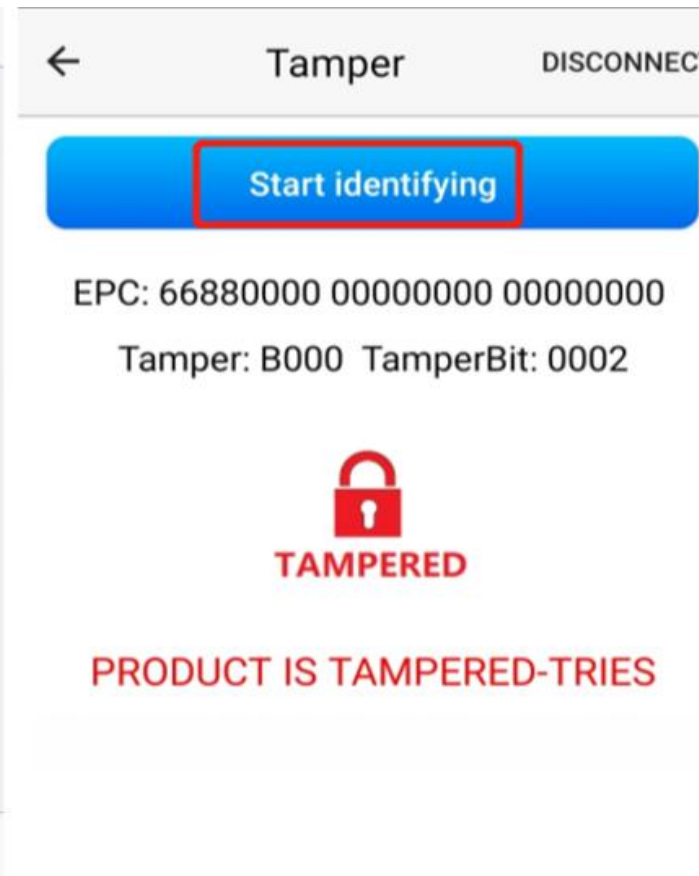 Tamper DISCONNEC
Start identifying
EPC: 66880000 00000000 00000000
Tamper: B000 TamperBit: 0002
TAMPERED
PRODUCT IS TAMPERED-TRIES